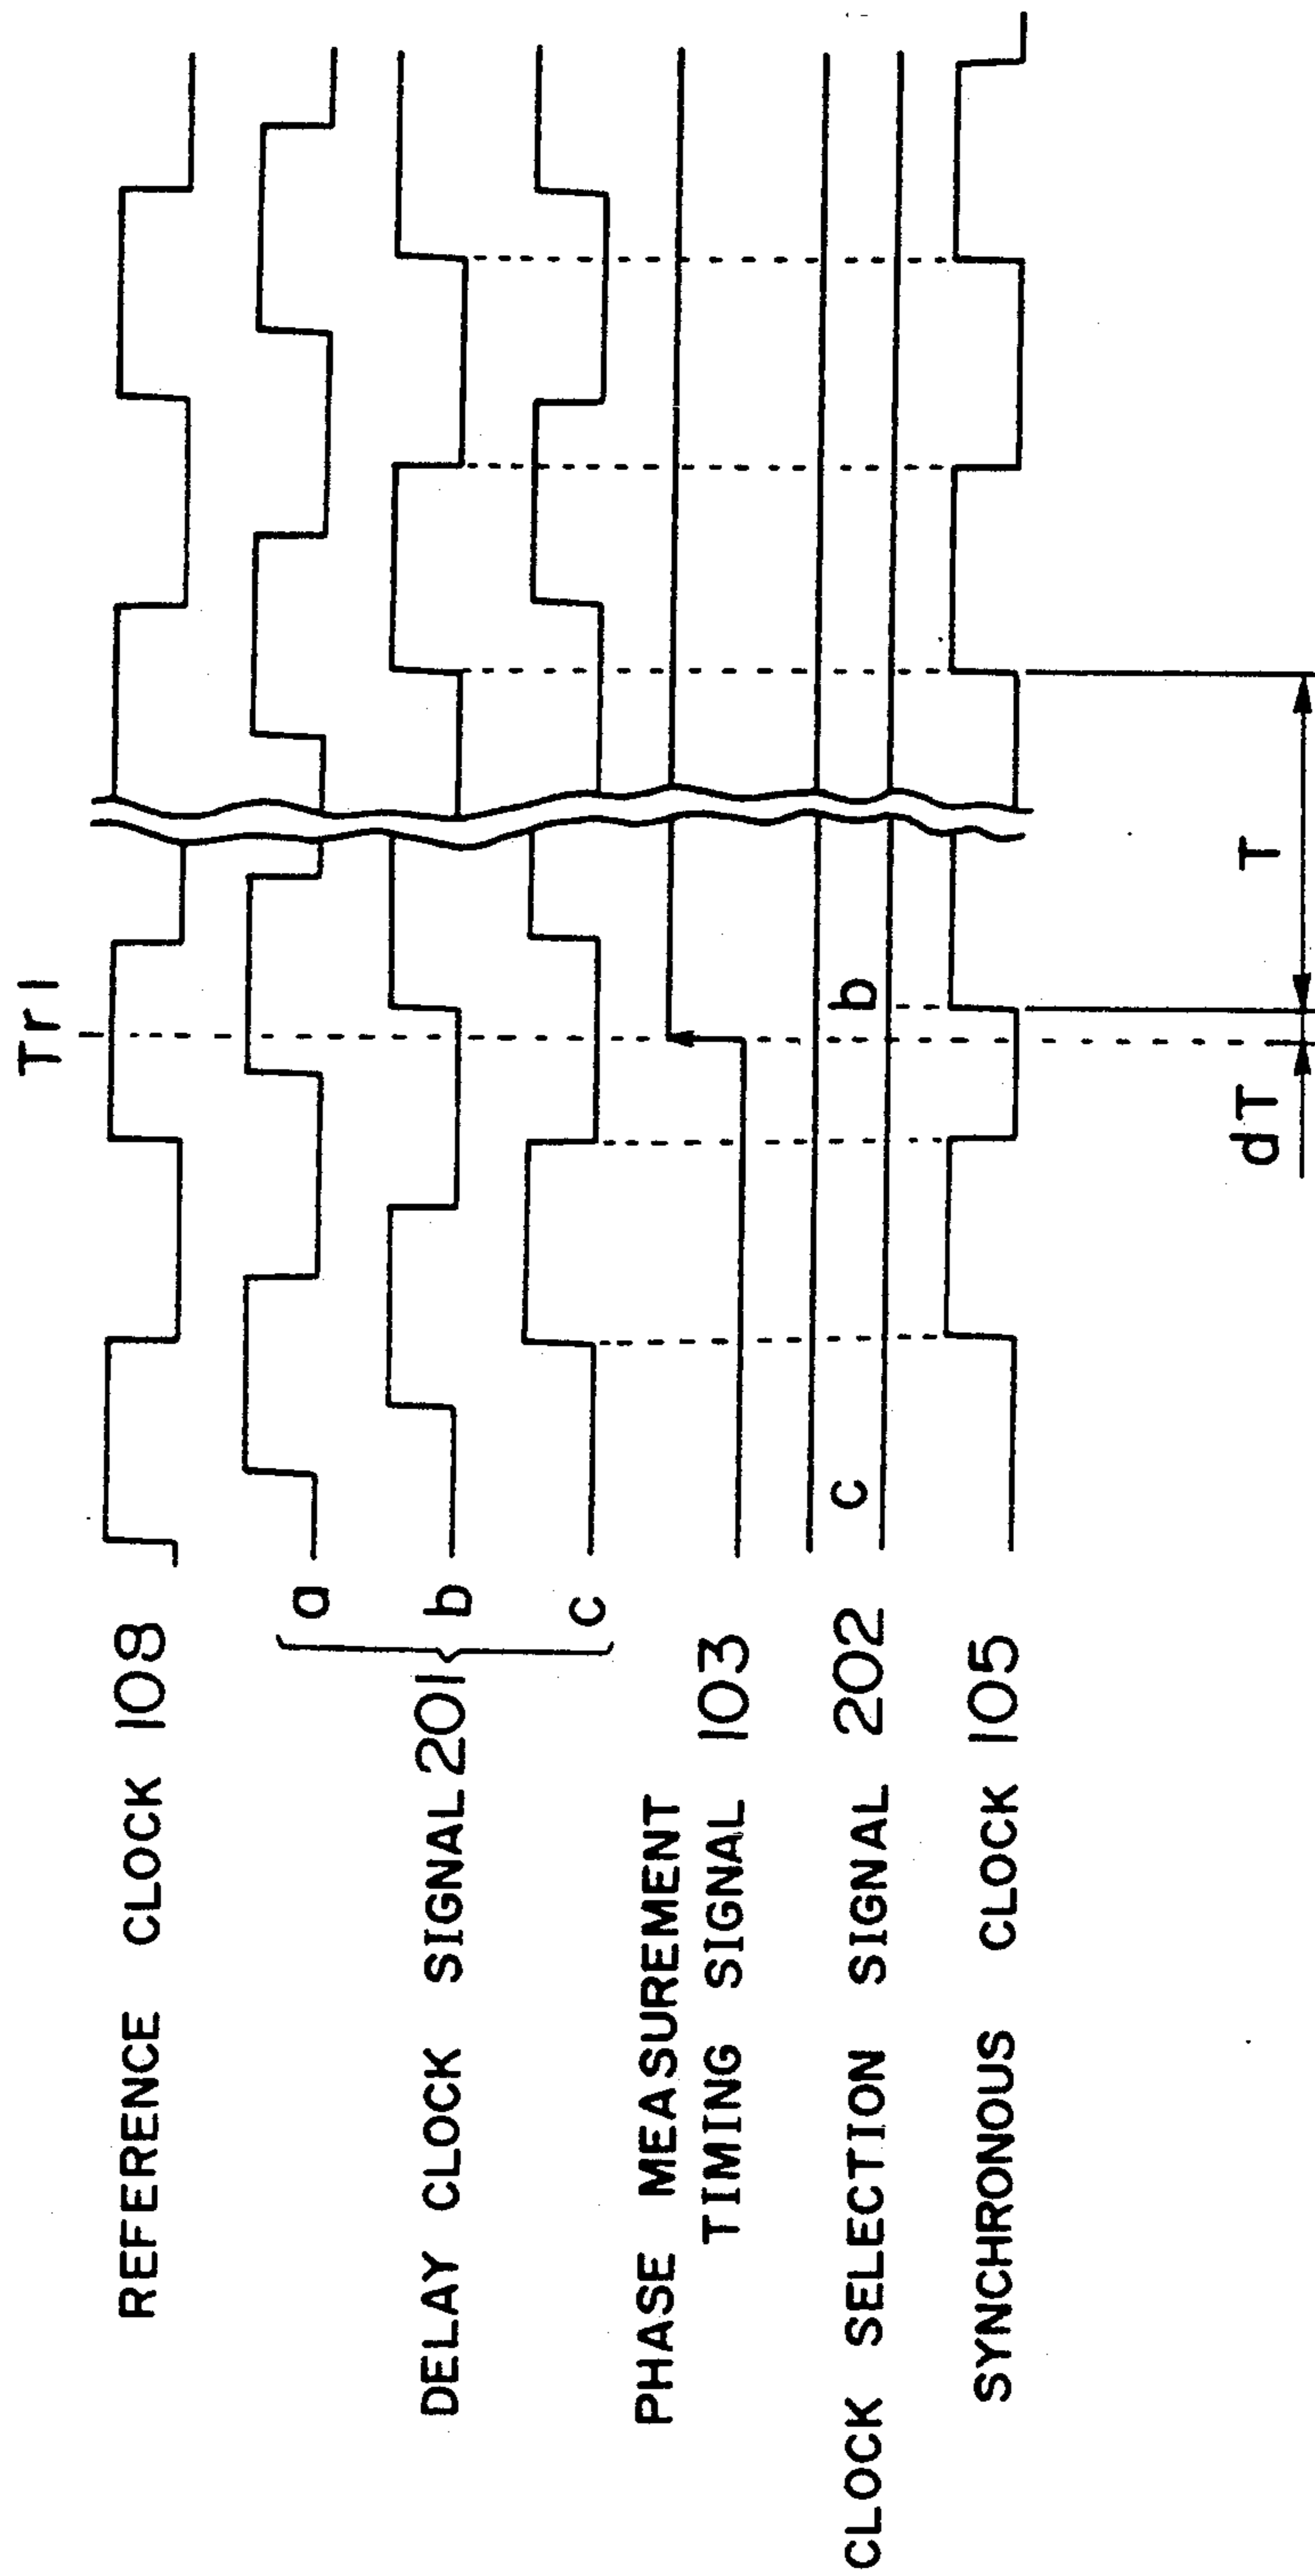 Tr1
REFERENCE CLOCK 108
a
DELAY CLOCK SIGNAL 201 b
c
PHASE MEASUREMENT
TIMING SIGNAL 103
CLOCK SELECTION SIGNAL 202 c b
SYNCHRONOUS CLOCK 105
dT T